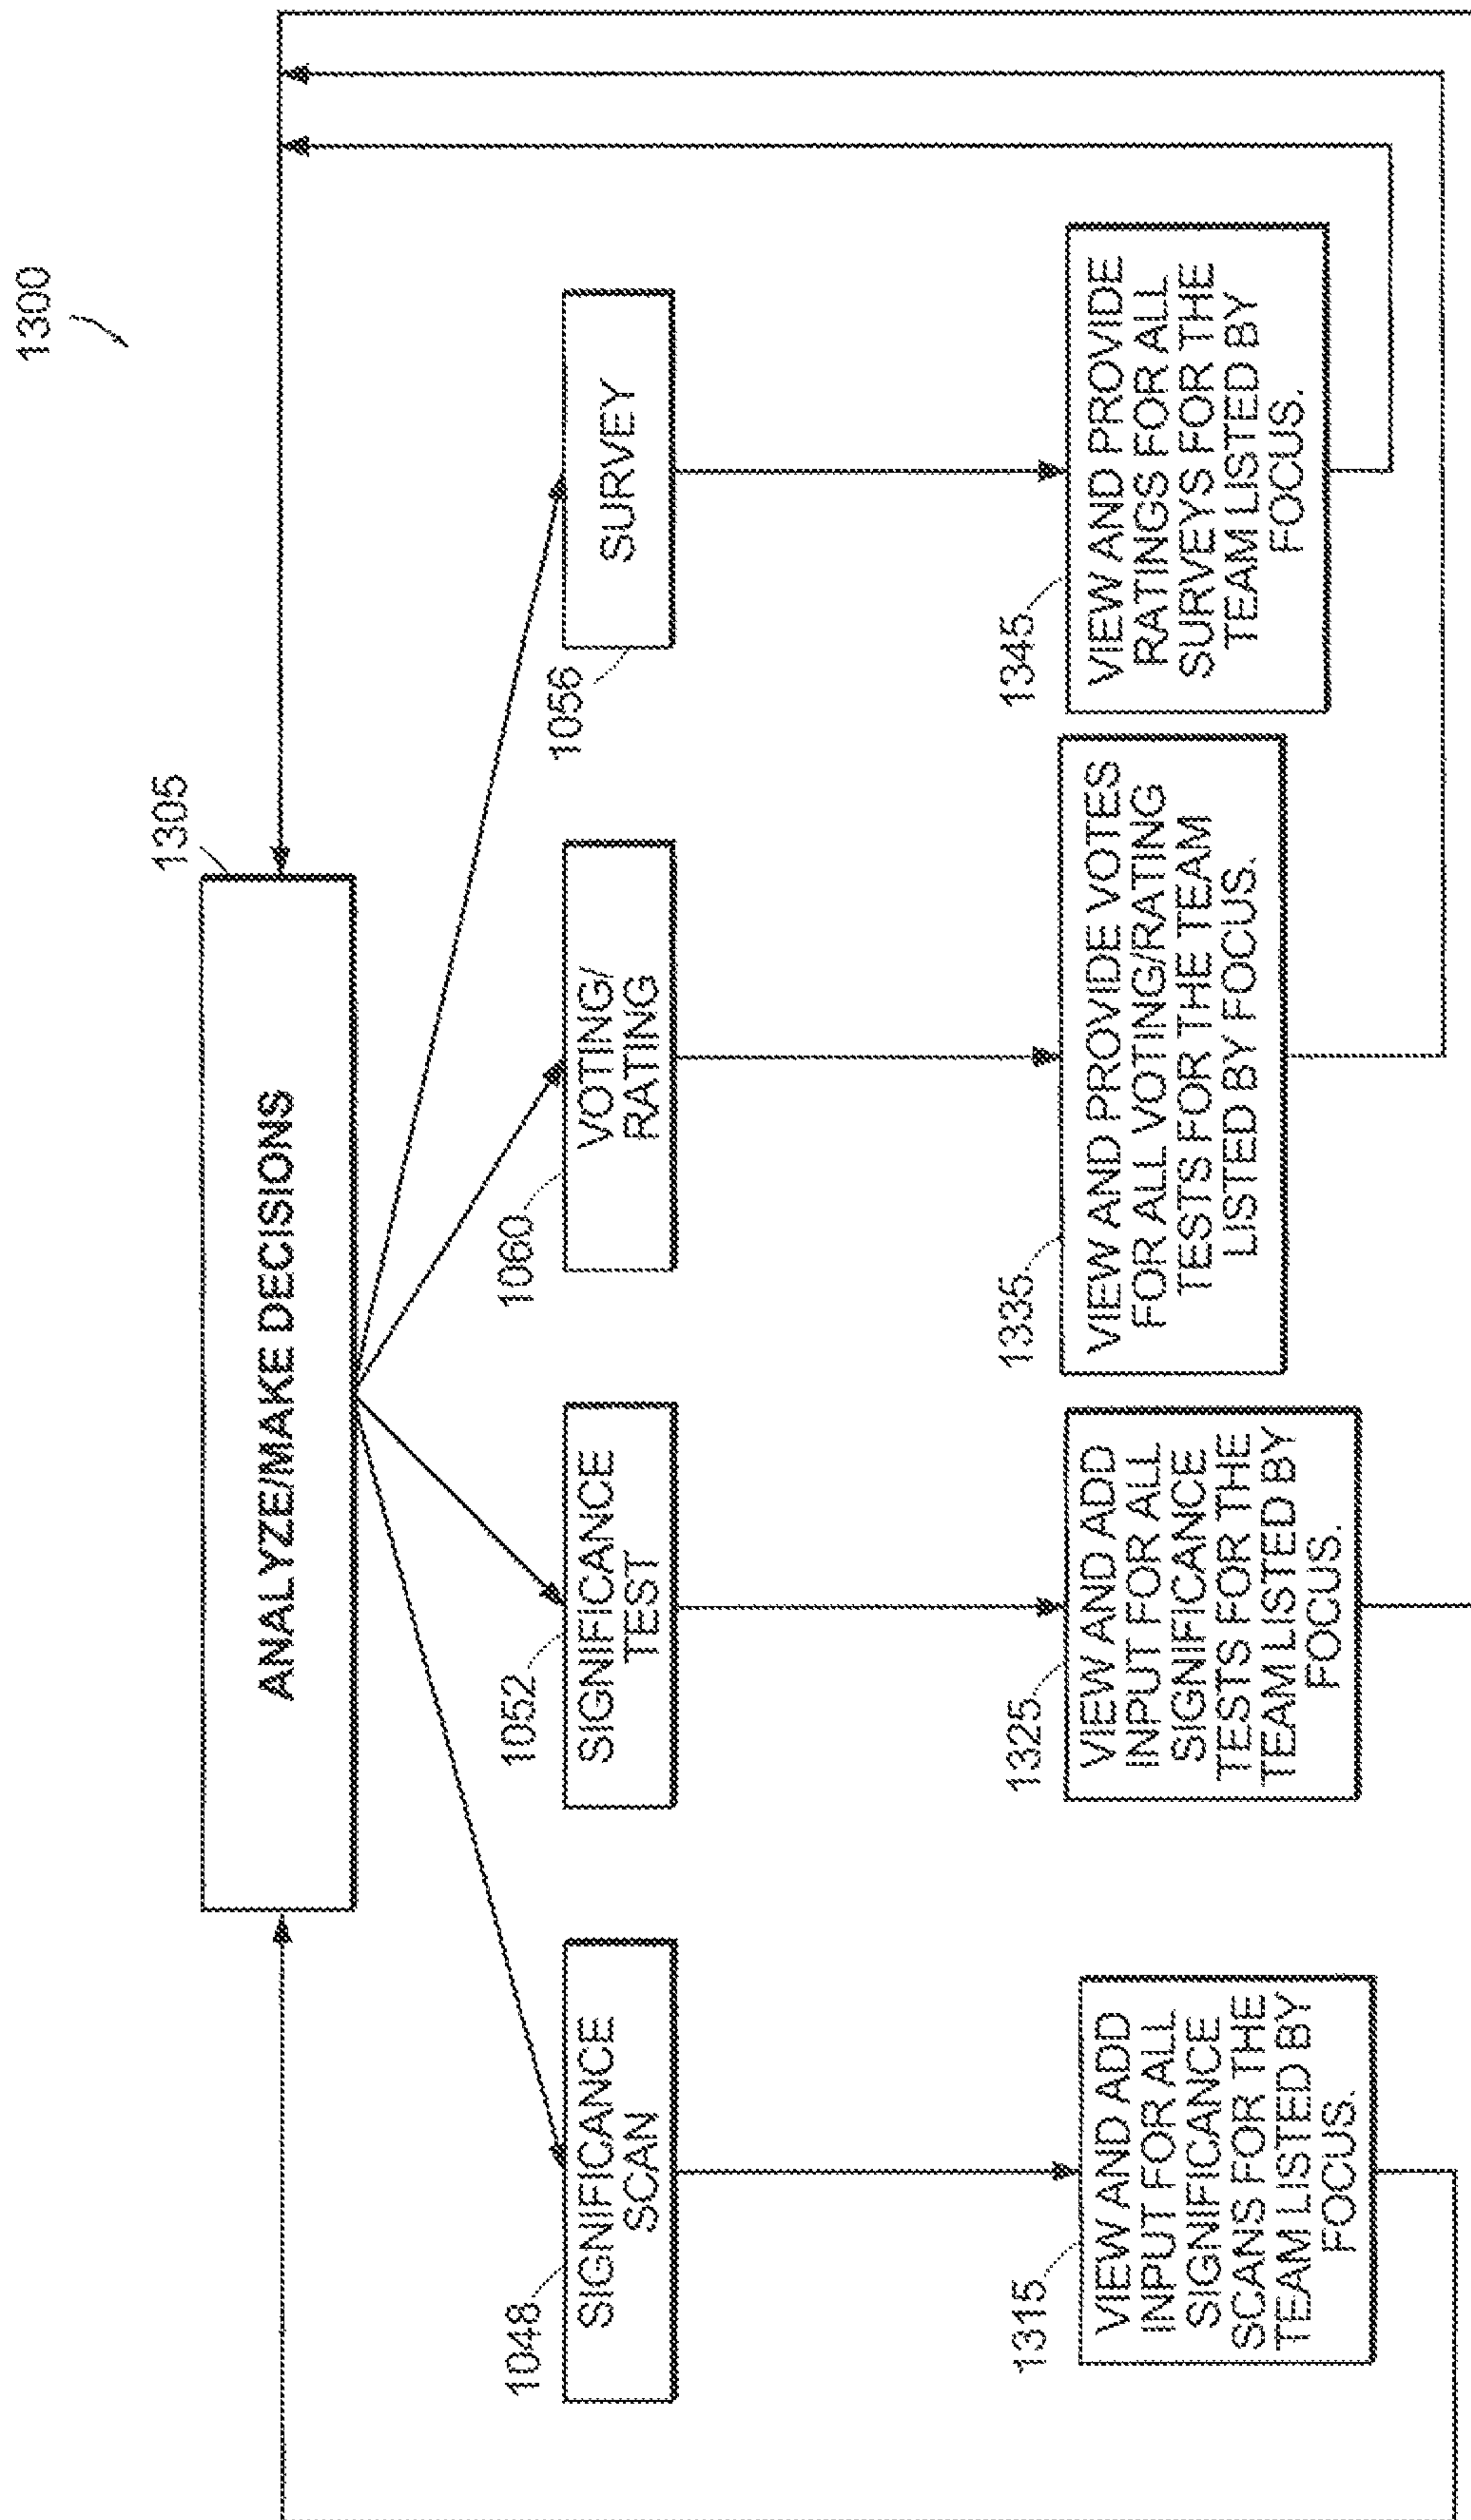 1300
1305
ANALYZE/MAKE DECISIONS
1048
SIGNIFICANCE
SCAN
1052
SIGNIFICANCE
TEST
1060
VOTING/
RATING
1056
SURVEY
1315
VIEW AND ADD
INPUT FOR ALL
SIGNIFICANCE
SCANS FOR THE
TEAM LISTED BY
FOCUS.
1325
VIEW AND ADD
INPUT FOR ALL
SIGNIFICANCE
TESTS FOR THE
TEAM LISTED BY
FOCUS.
1335
VIEW AND PROVIDE VOTES
FOR ALL VOTING/RATING
TESTS FOR THE TEAM
LISTED BY FOCUS.
1345
VIEW AND PROVIDE
RATINGS FOR ALL
SURVEYS FOR THE
TEAM LISTED BY
FOCUS.